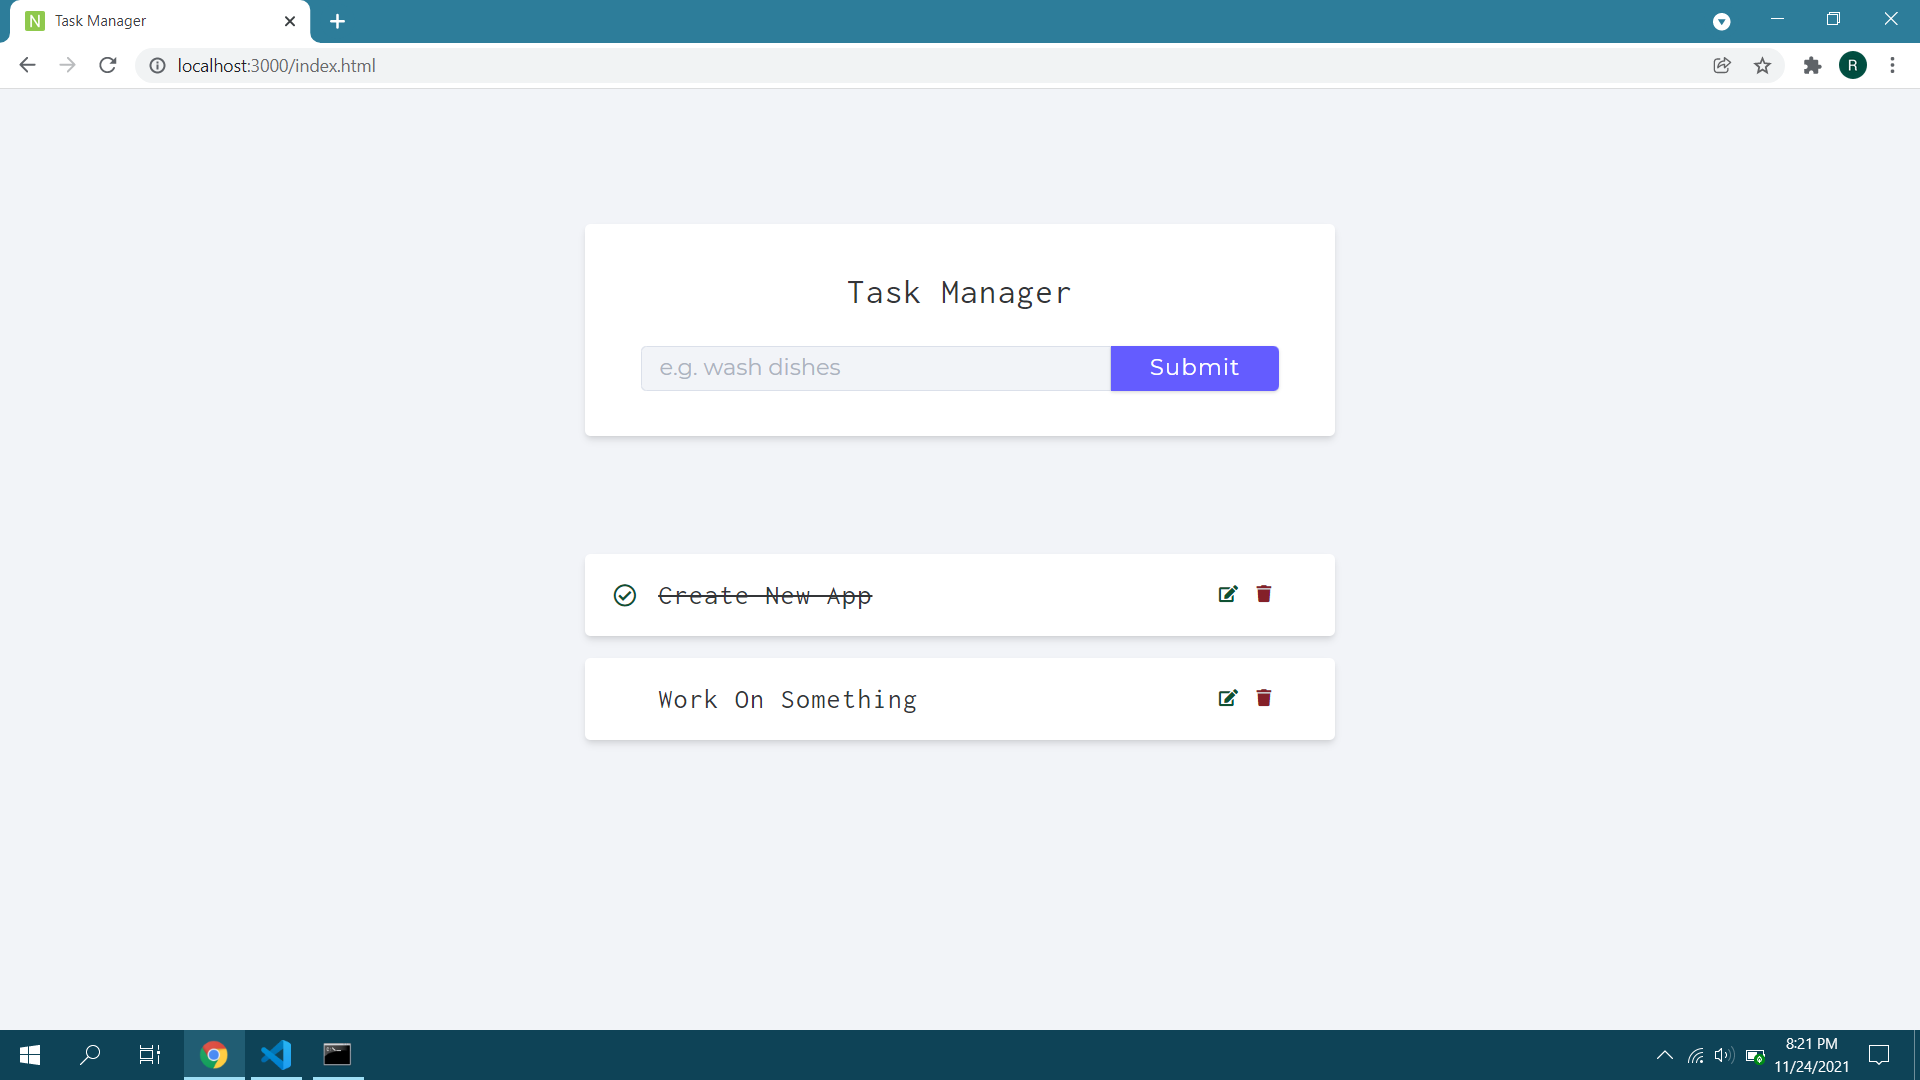 N Task Manager
localhost:3000/index.html
R
Task Manager
e.g. wash dishes
Submit
Create New App
Work On Something
8:21 PM
11/24/2021